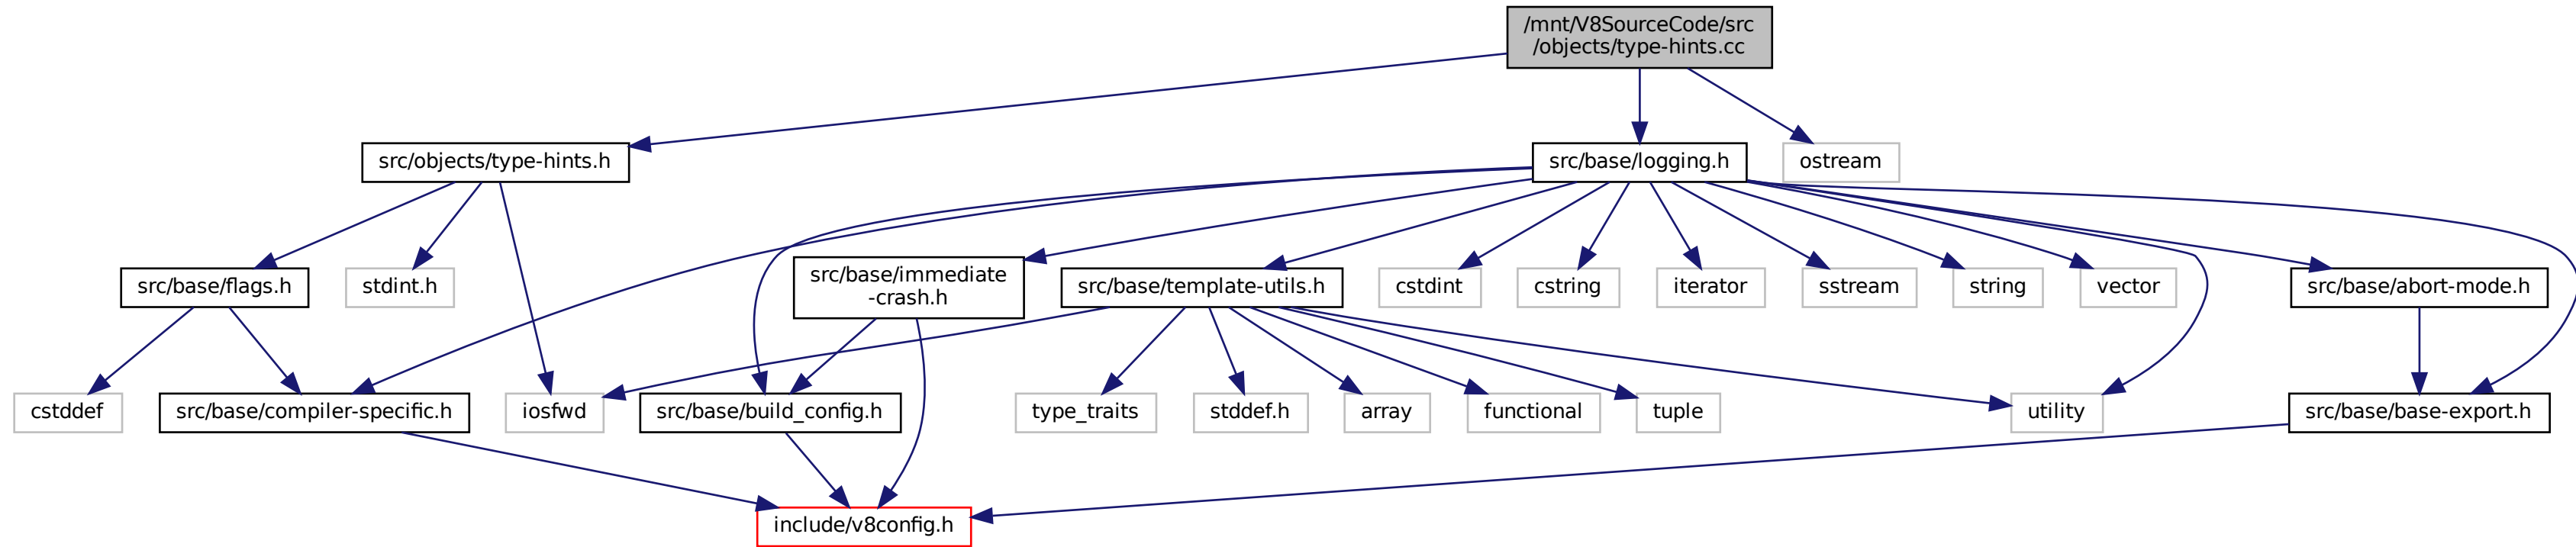 /mnt/V8SourceCode/src
/objects/type-hints.cc
src/objects/type-hints.h
src/base/logging.h
ostream
src/base/flags.h
stdint.h
src/base/immediate
-crash.h
src/base/template-utils.h
cstdint
cstring
iterator
sstream
string
vector
src/base/abort-mode.h
cstddef
src/base/compiler-specific.h
iosfwd
src/base/build_config.h
type_traits
stddef.h
array
functional
tuple
utility
src/base/base-export.h
include/v8config.h